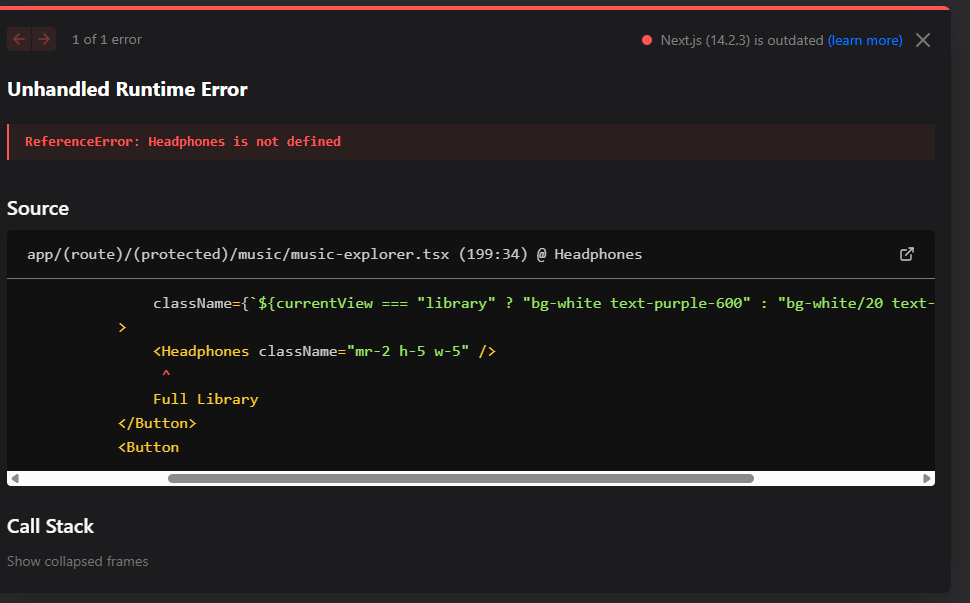 1 of 1 error
Next.js (14.2.3) is outdated (learn more)
Unhandled Runtime Error
ReferenceError: Headphones is not defined
Source
app/(route)/(protected)/music/music-explorer.tsx (199:34) @ Headphones
className={`${currentView === "library" ? "bg-white text-purple-600" : "bg-white/20 text-
>
<Headphones className="mr-2 h-5 w-5" />
^
Full Library
</Button>
<Button
Call Stack
Show collapsed frames